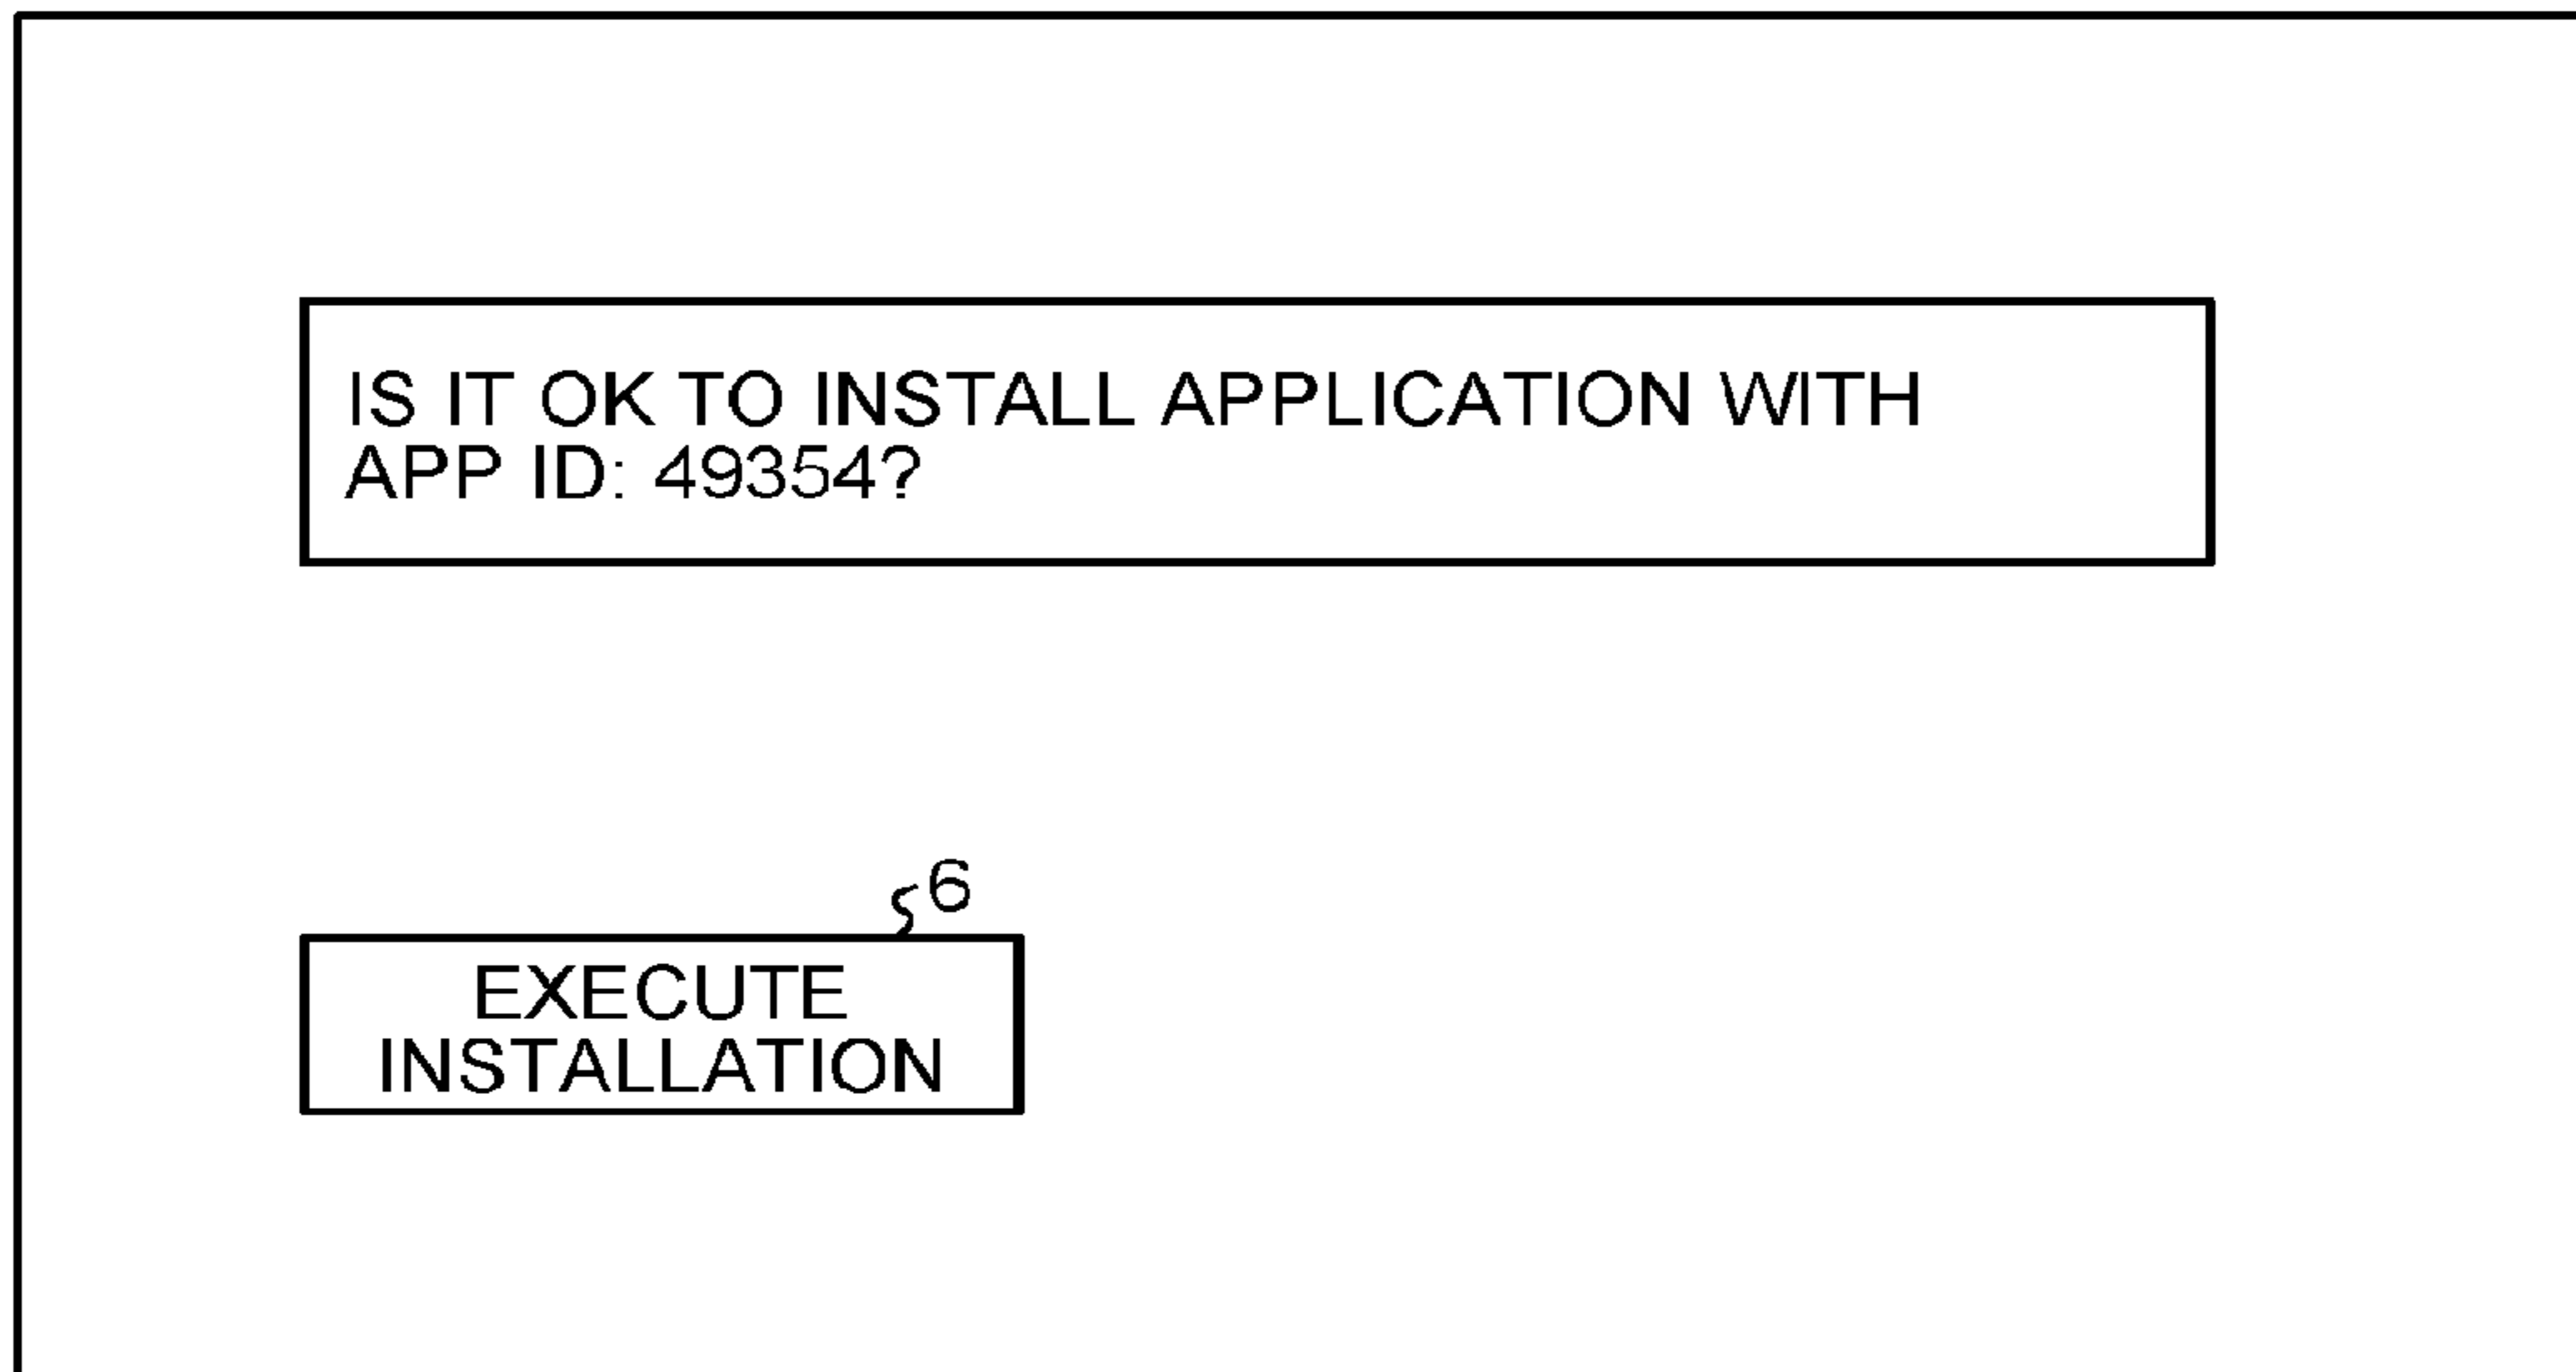 IS IT OK TO INSTALL APPLICATION WITH
APP ID: 49354?
6
EXECUTE
INSTALLATION